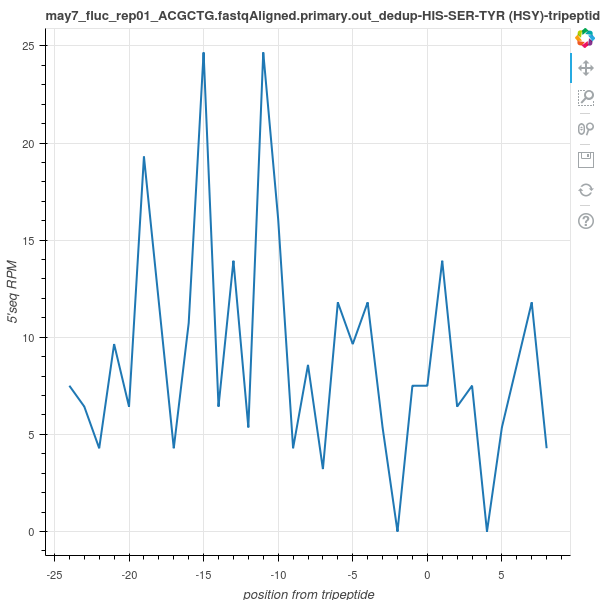 may7_fluc_rep01_ACGCTG.fastqAligned.primary.out_dedup-HIS-SER-TYR (HSY)-tripeptid
25
20
15
10
5
0
5'seq RPM
-25 -20 -15 -10 -5 0 5
position from tripeptide